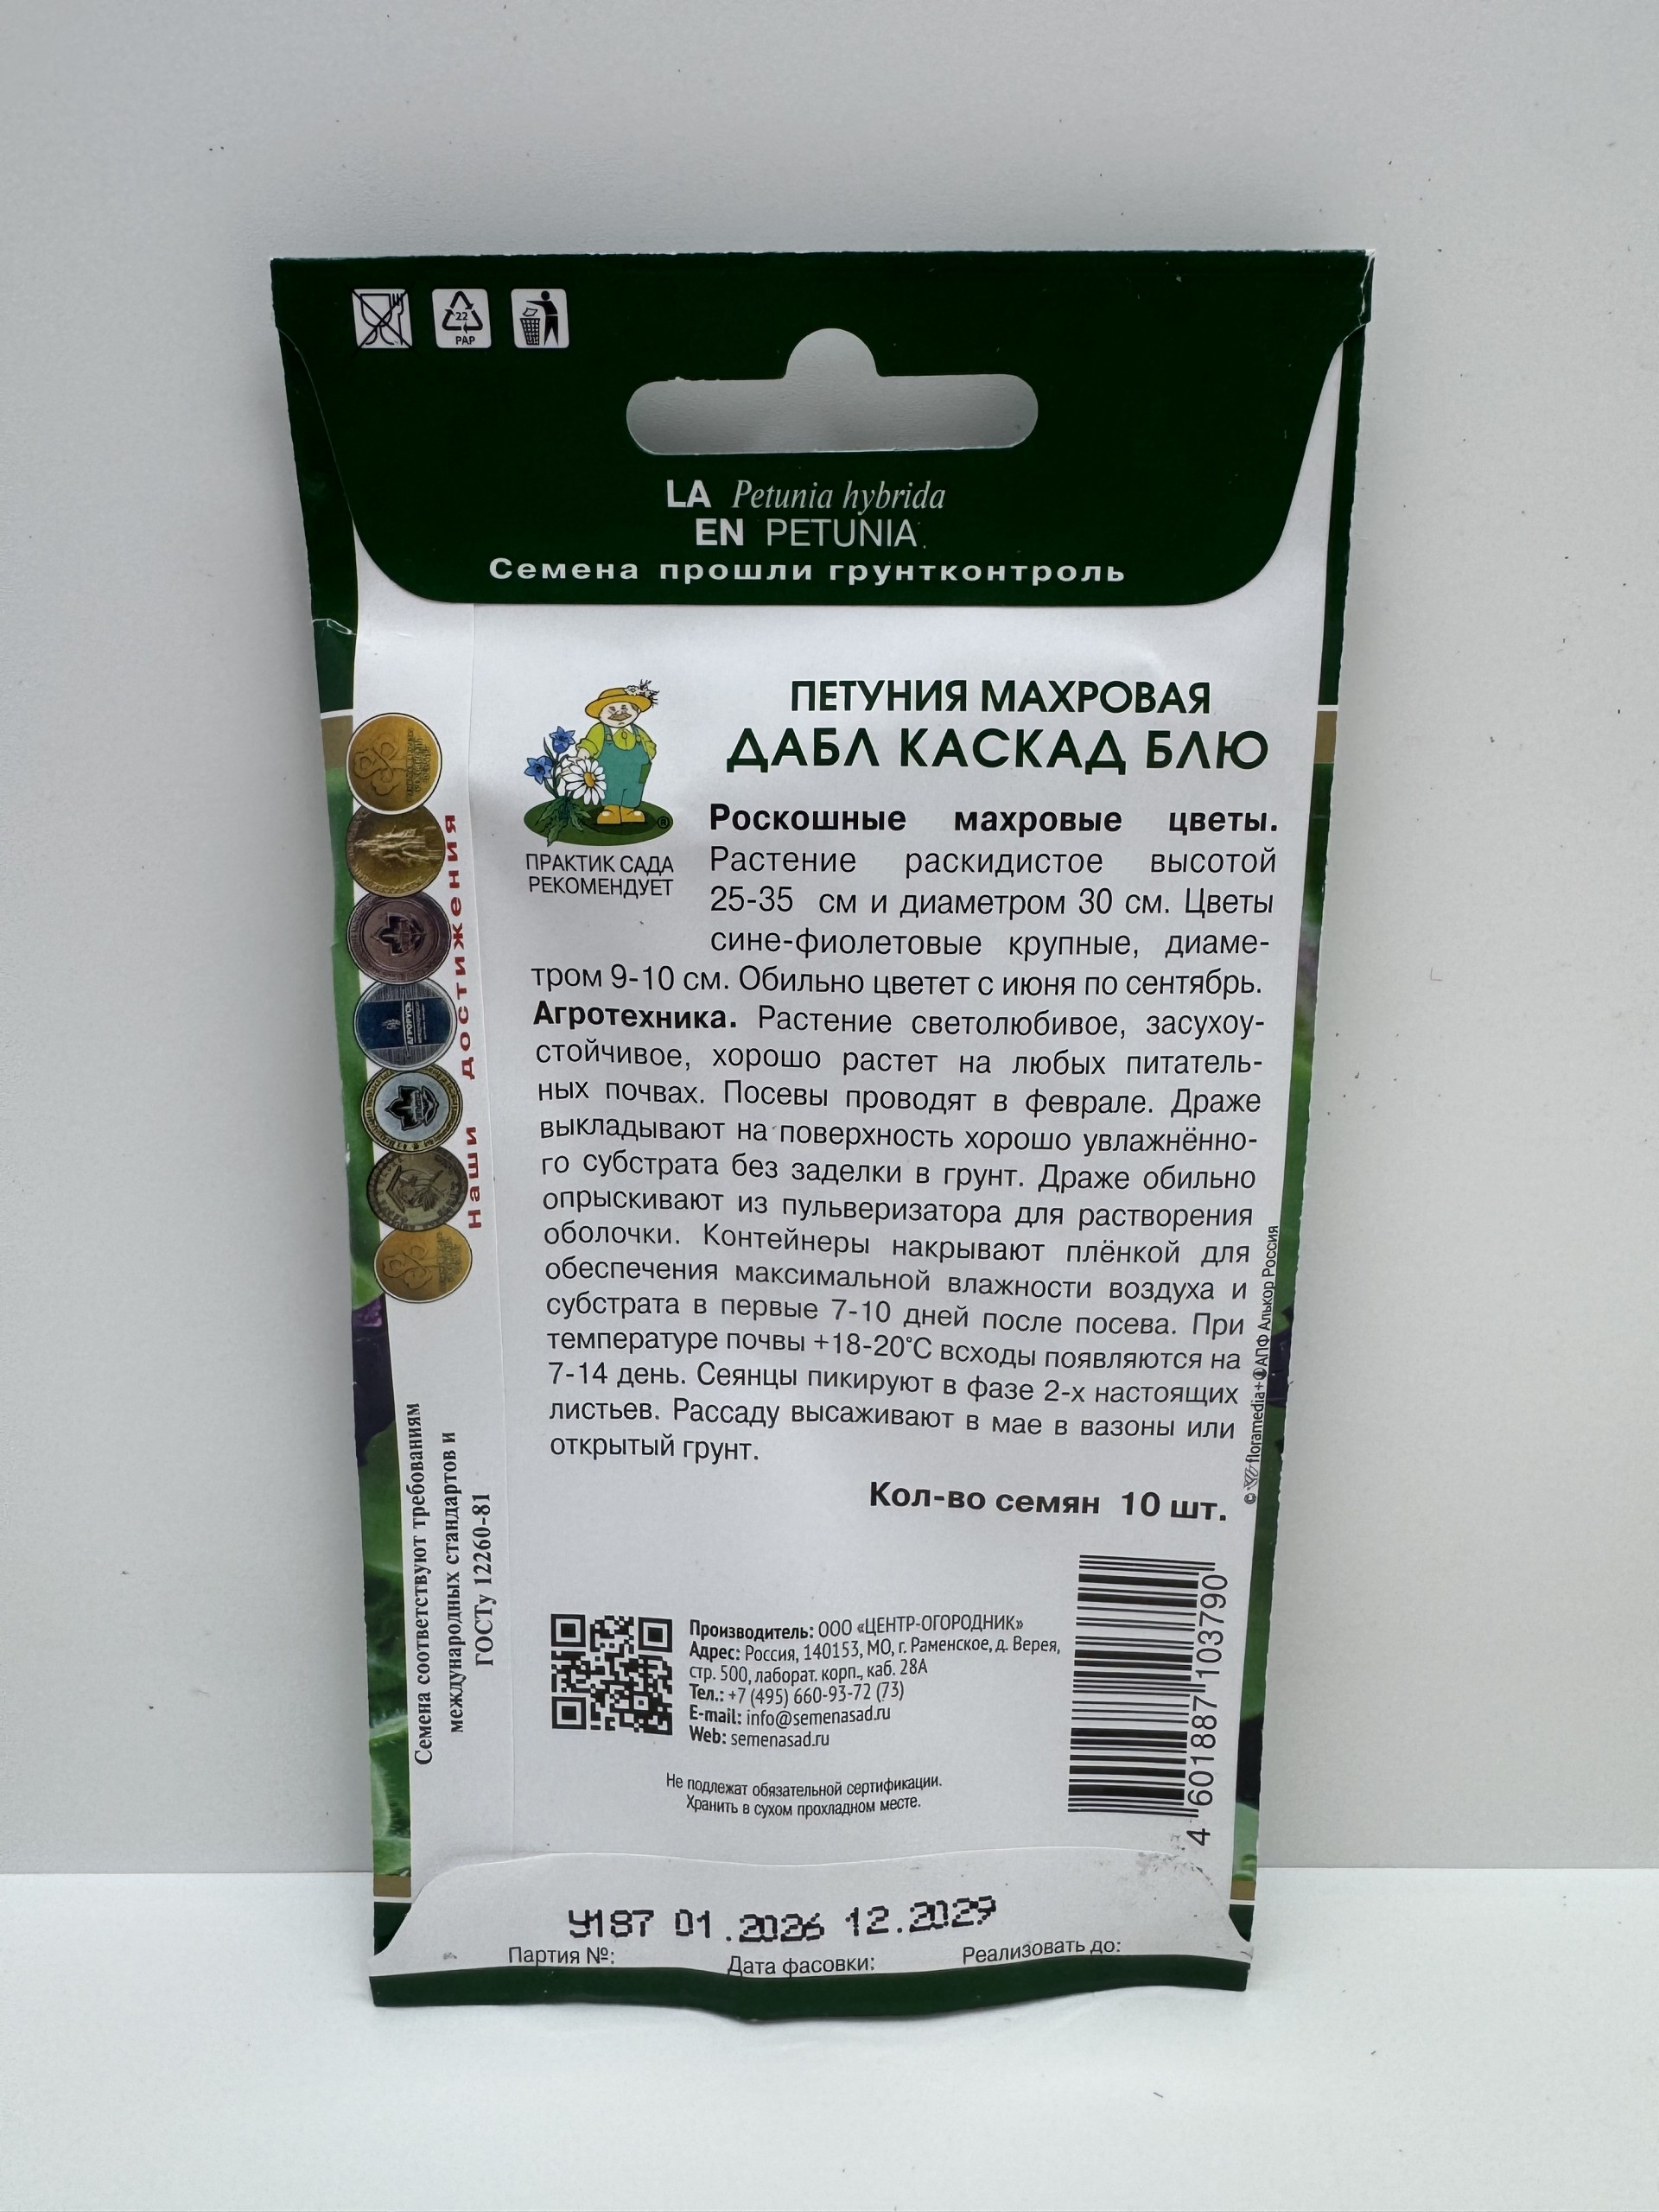 22
PAP
LA Petunia hybrida
EN PETUNIA
Семена прошли грунтконтроль
ПЕТУНИЯ МАХРОВАЯ
ДАБЛ КАСКАД БЛЮ
ПРАКТИК САДА
РЕКОМЕНДУЕТ
Роскошные махровые цветы.
Растение раскидистое высотой
25-35 см и диаметром 30 см. Цветы
сине-фиолетовые крупные, диаме-
тром 9-10 см. Обильно цветет с июня по сентябрь.
Агротехника. Растение светолюбивое, засухоу-
стойчивое, хорошо растет на любых питатель-
ных почвах. Посевы проводят в феврале. Драже
выкладывают на поверхность хорошо увлажнённо-
го субстрата без заделки в грунт. Драже обильно
опрыскивают из пульверизатора для растворения
оболочки. Контейнеры накрывают плёнкой для
обеспечения максимальной влажности воздуха и
субстрата в первые 7-10 дней после посева. При
температуре почвы +18-20°С всходы появляются на
7-14 день. Сеянцы пикируют в фазе 2-х настоящих
листьев. Рассаду высаживают в мае в вазоны или
открытый грунт.
Кол-во семян 10 шт.
наши достижения
АГРОРУСЬ
Семена соответствуют требованиям
международных стандартов и
ГОСТу 12260-81
© floramedia+ АПФ Алькор Россия
Производитель: ООО «ЦЕНТР-ОГОРОДНИК»
Адрес: Россия, 140153, МО, г. Раменское, д. Верея,
стр. 500, лаборат. корп., каб. 28А
Тел.: +7 (495) 660-93-72 (73)
E-mail: info@semenasad.ru
Web: semenasad.ru
4 601887 103790
Не подлежат обязательной сертификации.
Хранить в сухом прохладном месте.
У187 01.2026 12.2029
Партия №: Дата фасовки: Реализовать до: